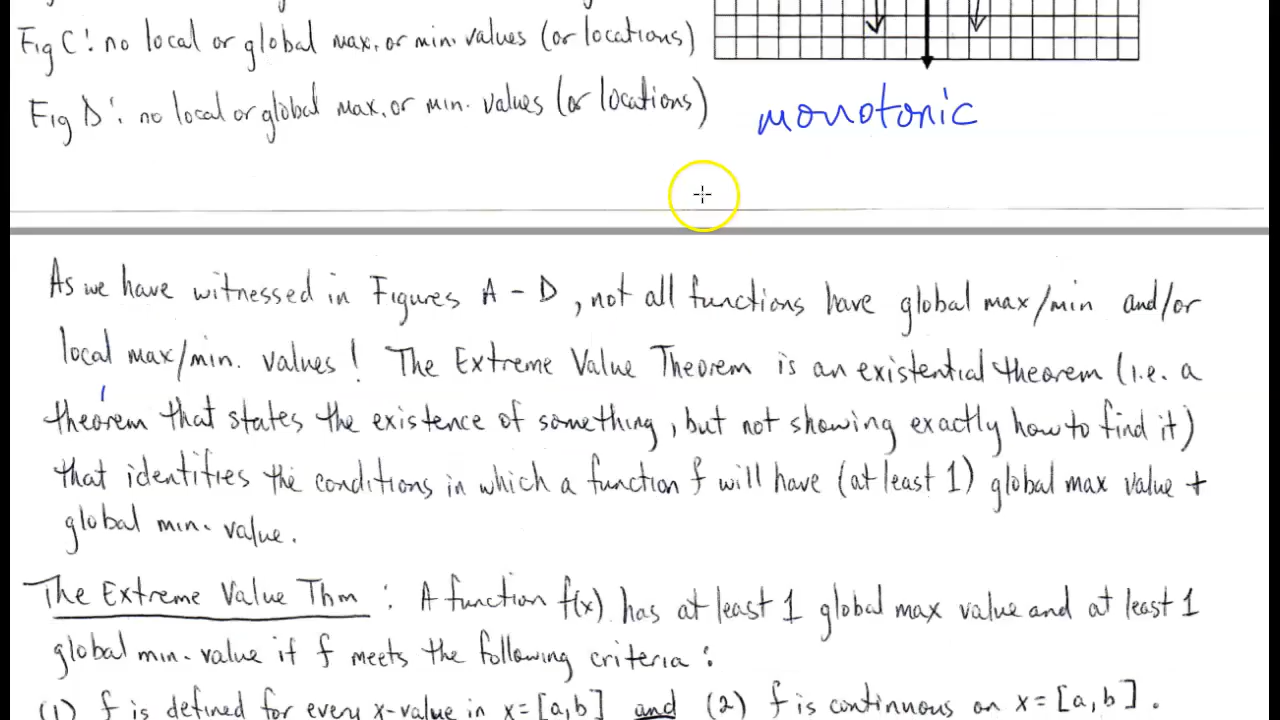 Fig C: no local or global max. or min. values (or locations)
Fig D: no local or global max. or min. values (or locations)
monotonic
As we have witnessed in Figures A - D, not all functions have global max/min and/or
local max/min. values! The Extreme Value Theorem is an existential theorem (i.e. a
theorem that states the existence of something, but not showing exactly how to find it)
that identifies the conditions in which a function f will have (at least 1) global max value +
global min. value.
The Extreme Value Thm: A function f(x) has at least 1 global max value and at least 1
global min. value if f meets the following criteria:
(1) f is defined for every x-value in x=[a,b] and (2) f is continuous on x=[a,b].